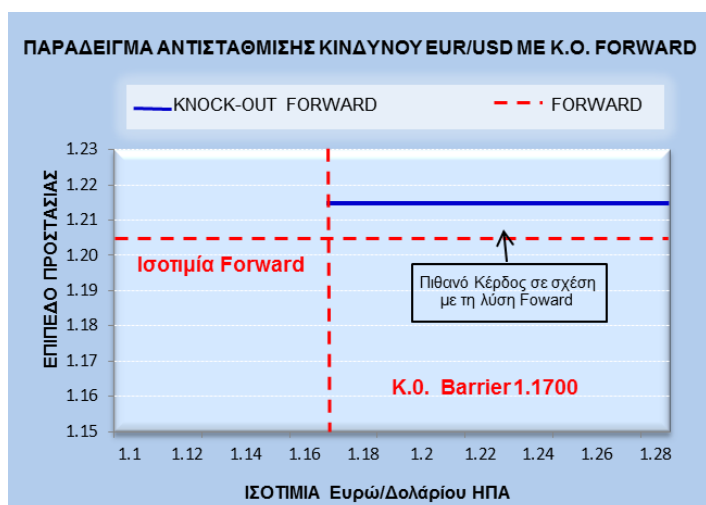 ΠΑΡΑΔΕΙΓΜΑ ΑΝΤΙΣΤΑΘΜΙΣΗΣ ΚΙΝΔΥΝΟΥ EUR/USD ΜΕ Κ.Ο. FORWARD
KNOCK-OUT FORWARD
FORWARD
ΕΠΙΠΕΔΟ ΠΡΟΣΤΑΣΙΑΣ
1.23
1.22
1.21
1.20
1.19
1.18
1.17
1.16
1.15
Ισοτιμία Forward
Πιθανό Κέρδος σε σχέση
με τη λύση Foward
K.0. Barrier 1.1700
1.1 1.12 1.14 1.16 1.18 1.2 1.22 1.24 1.26 1.28
ΙΣΟΤΙΜΙΑ Ευρώ/Δολάριου ΗΠΑ